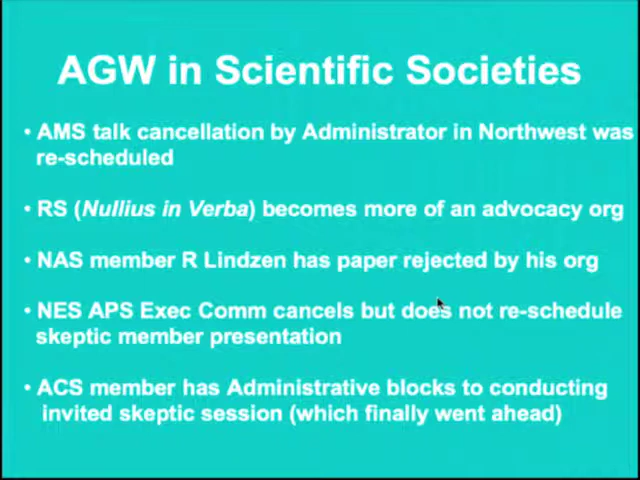 AGW in Scientific Societies
• AMS talk cancellation by Administrator in Northwest was
re-scheduled
• RS (Nullius in Verba) becomes more of an advocacy org
• NAS member R Lindzen has paper rejected by his org
• NES APS Exec Comm cancels but does not re-schedule
skeptic member presentation
• ACS member has Administrative blocks to conducting
invited skeptic session (which finally went ahead)